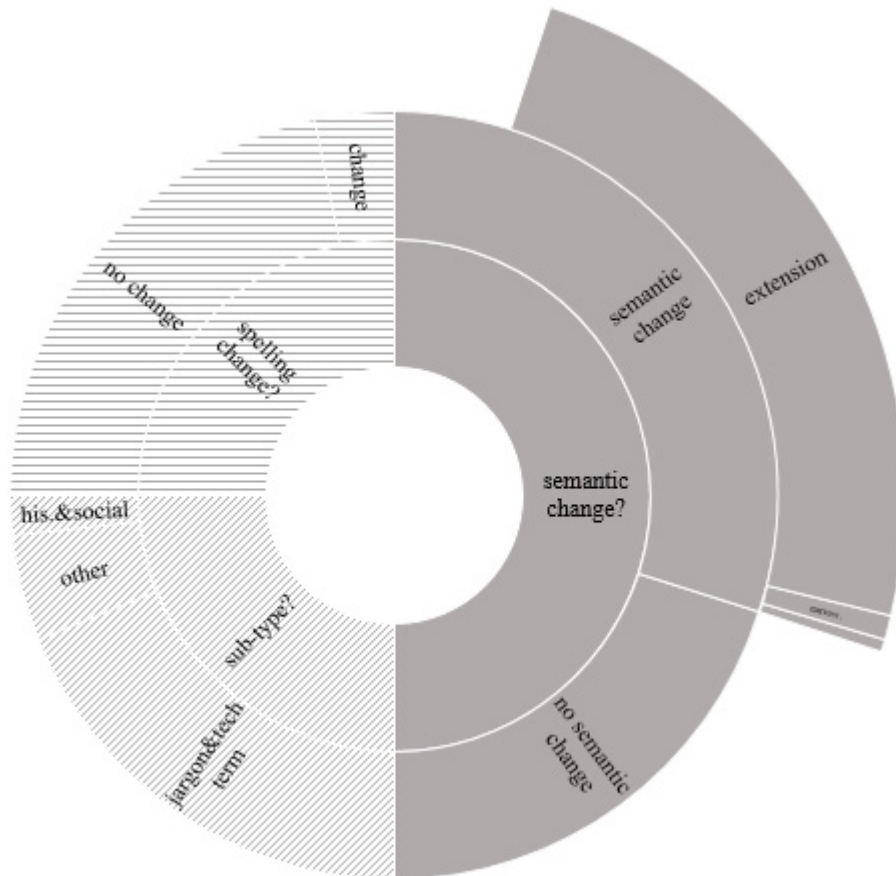 change
no change
spelling
change?
his.&social
other
sub-type?
jargon&tech
term
extension
semantic
change
semantic
change?
no semantic
change